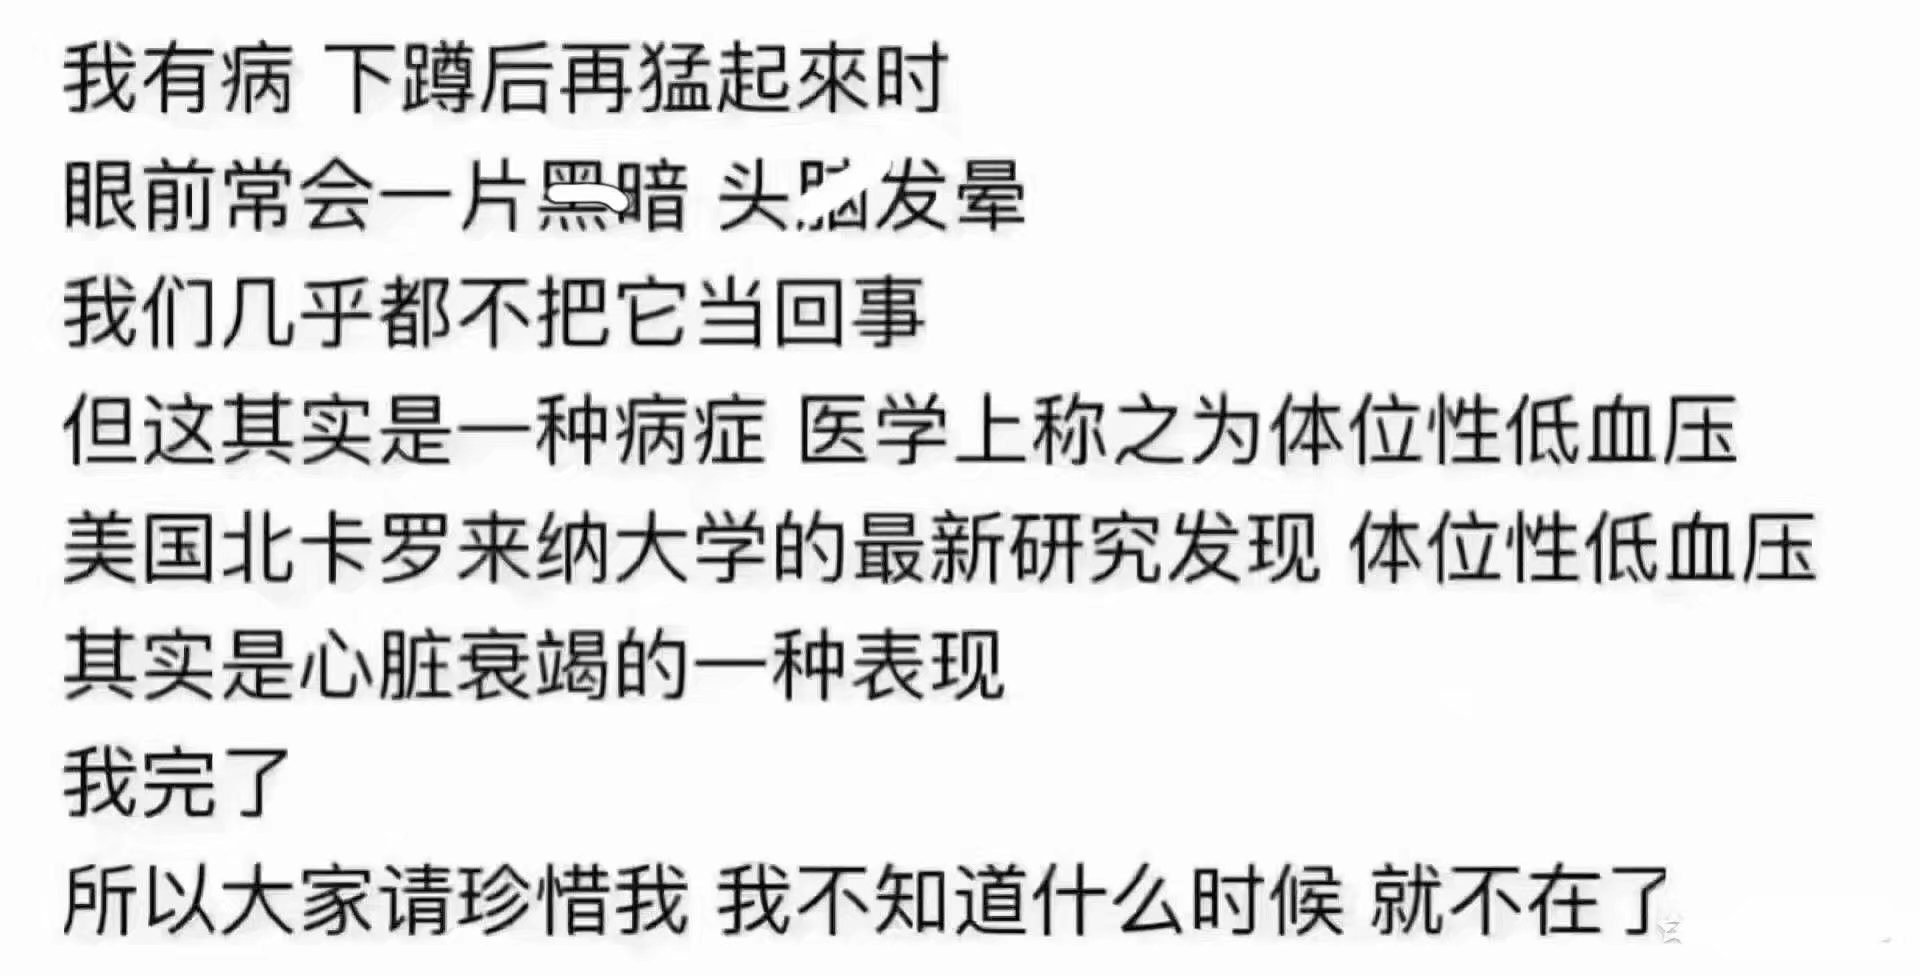 我有病 下蹲后再猛起來时
眼前常会一片黑暗 头脑发晕
我们几乎都不把它当回事
但这其实是一种病症 医学上称之为体位性低血压
美国北卡罗来纳大学的最新研究发现 体位性低血压
其实是心脏衰竭的一种表现
我完了
所以大家请珍惜我 我不知道什么时候 就不在了